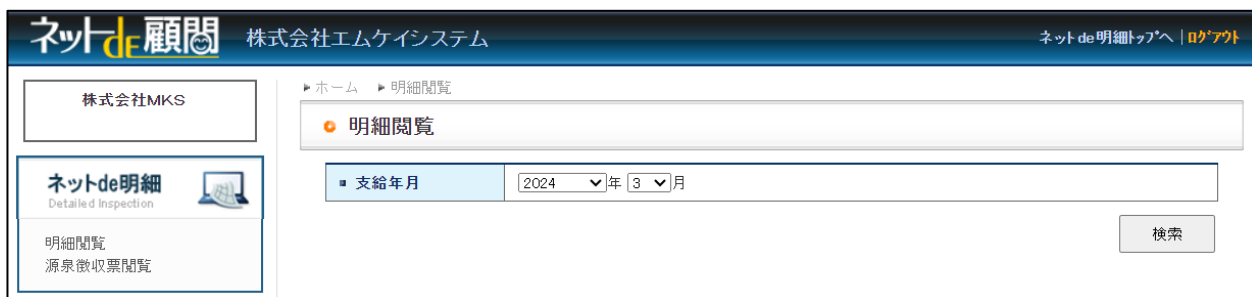 ネットdE顧問 株式会社エムケイシステム ネットde明細トップへ | ログアウト
株式会社MKS
ネットde明細
Detailed Inspection
明細閲覧
源泉徴収票閲覧
ホーム 明細閲覧
明細閲覧
支給年月 2024 年 3 月
検索